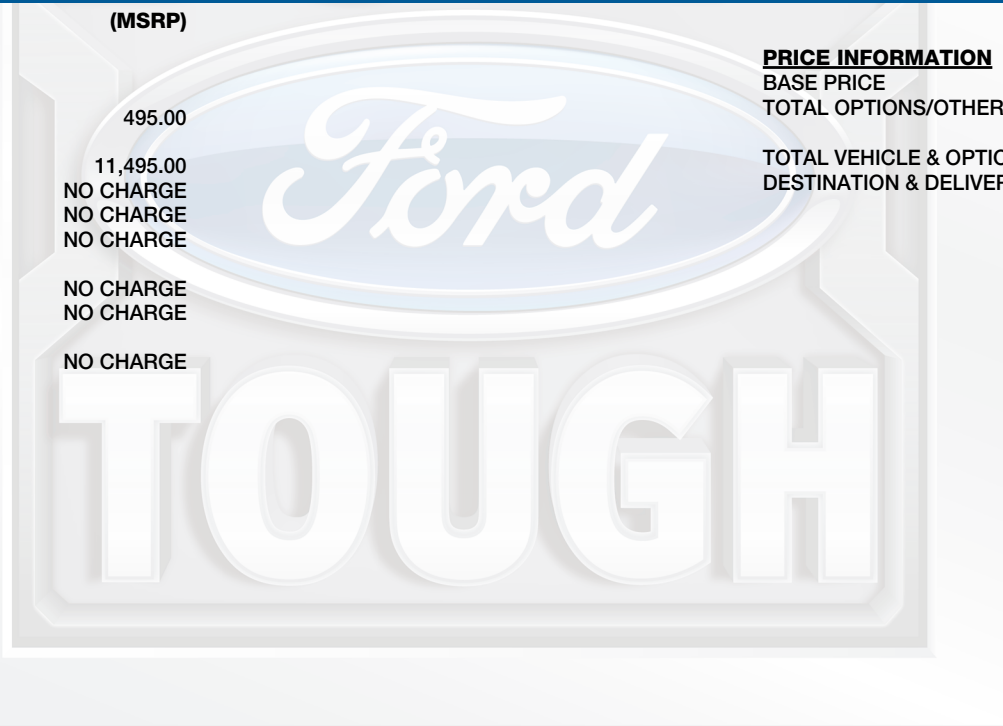 (MSRP)
495.00
11,495.00
NO CHARGE
NO CHARGE
NO CHARGE
NO CHARGE
NO CHARGE
NO CHARGE
PRICE INFORMATION
BASE PRICE
TOTAL OPTIONS/OTHER
TOTAL VEHICLE & OPTIO
DESTINATION & DELIVER
Ford
TOUGH